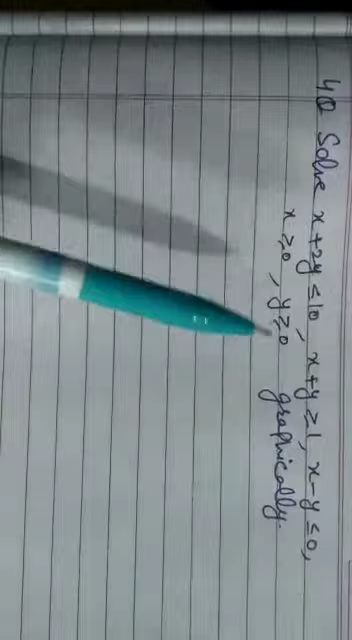 40 Solve x+2y≤10, x+y≥1, x-y≤0,
x≥0, y≥0 graphically.